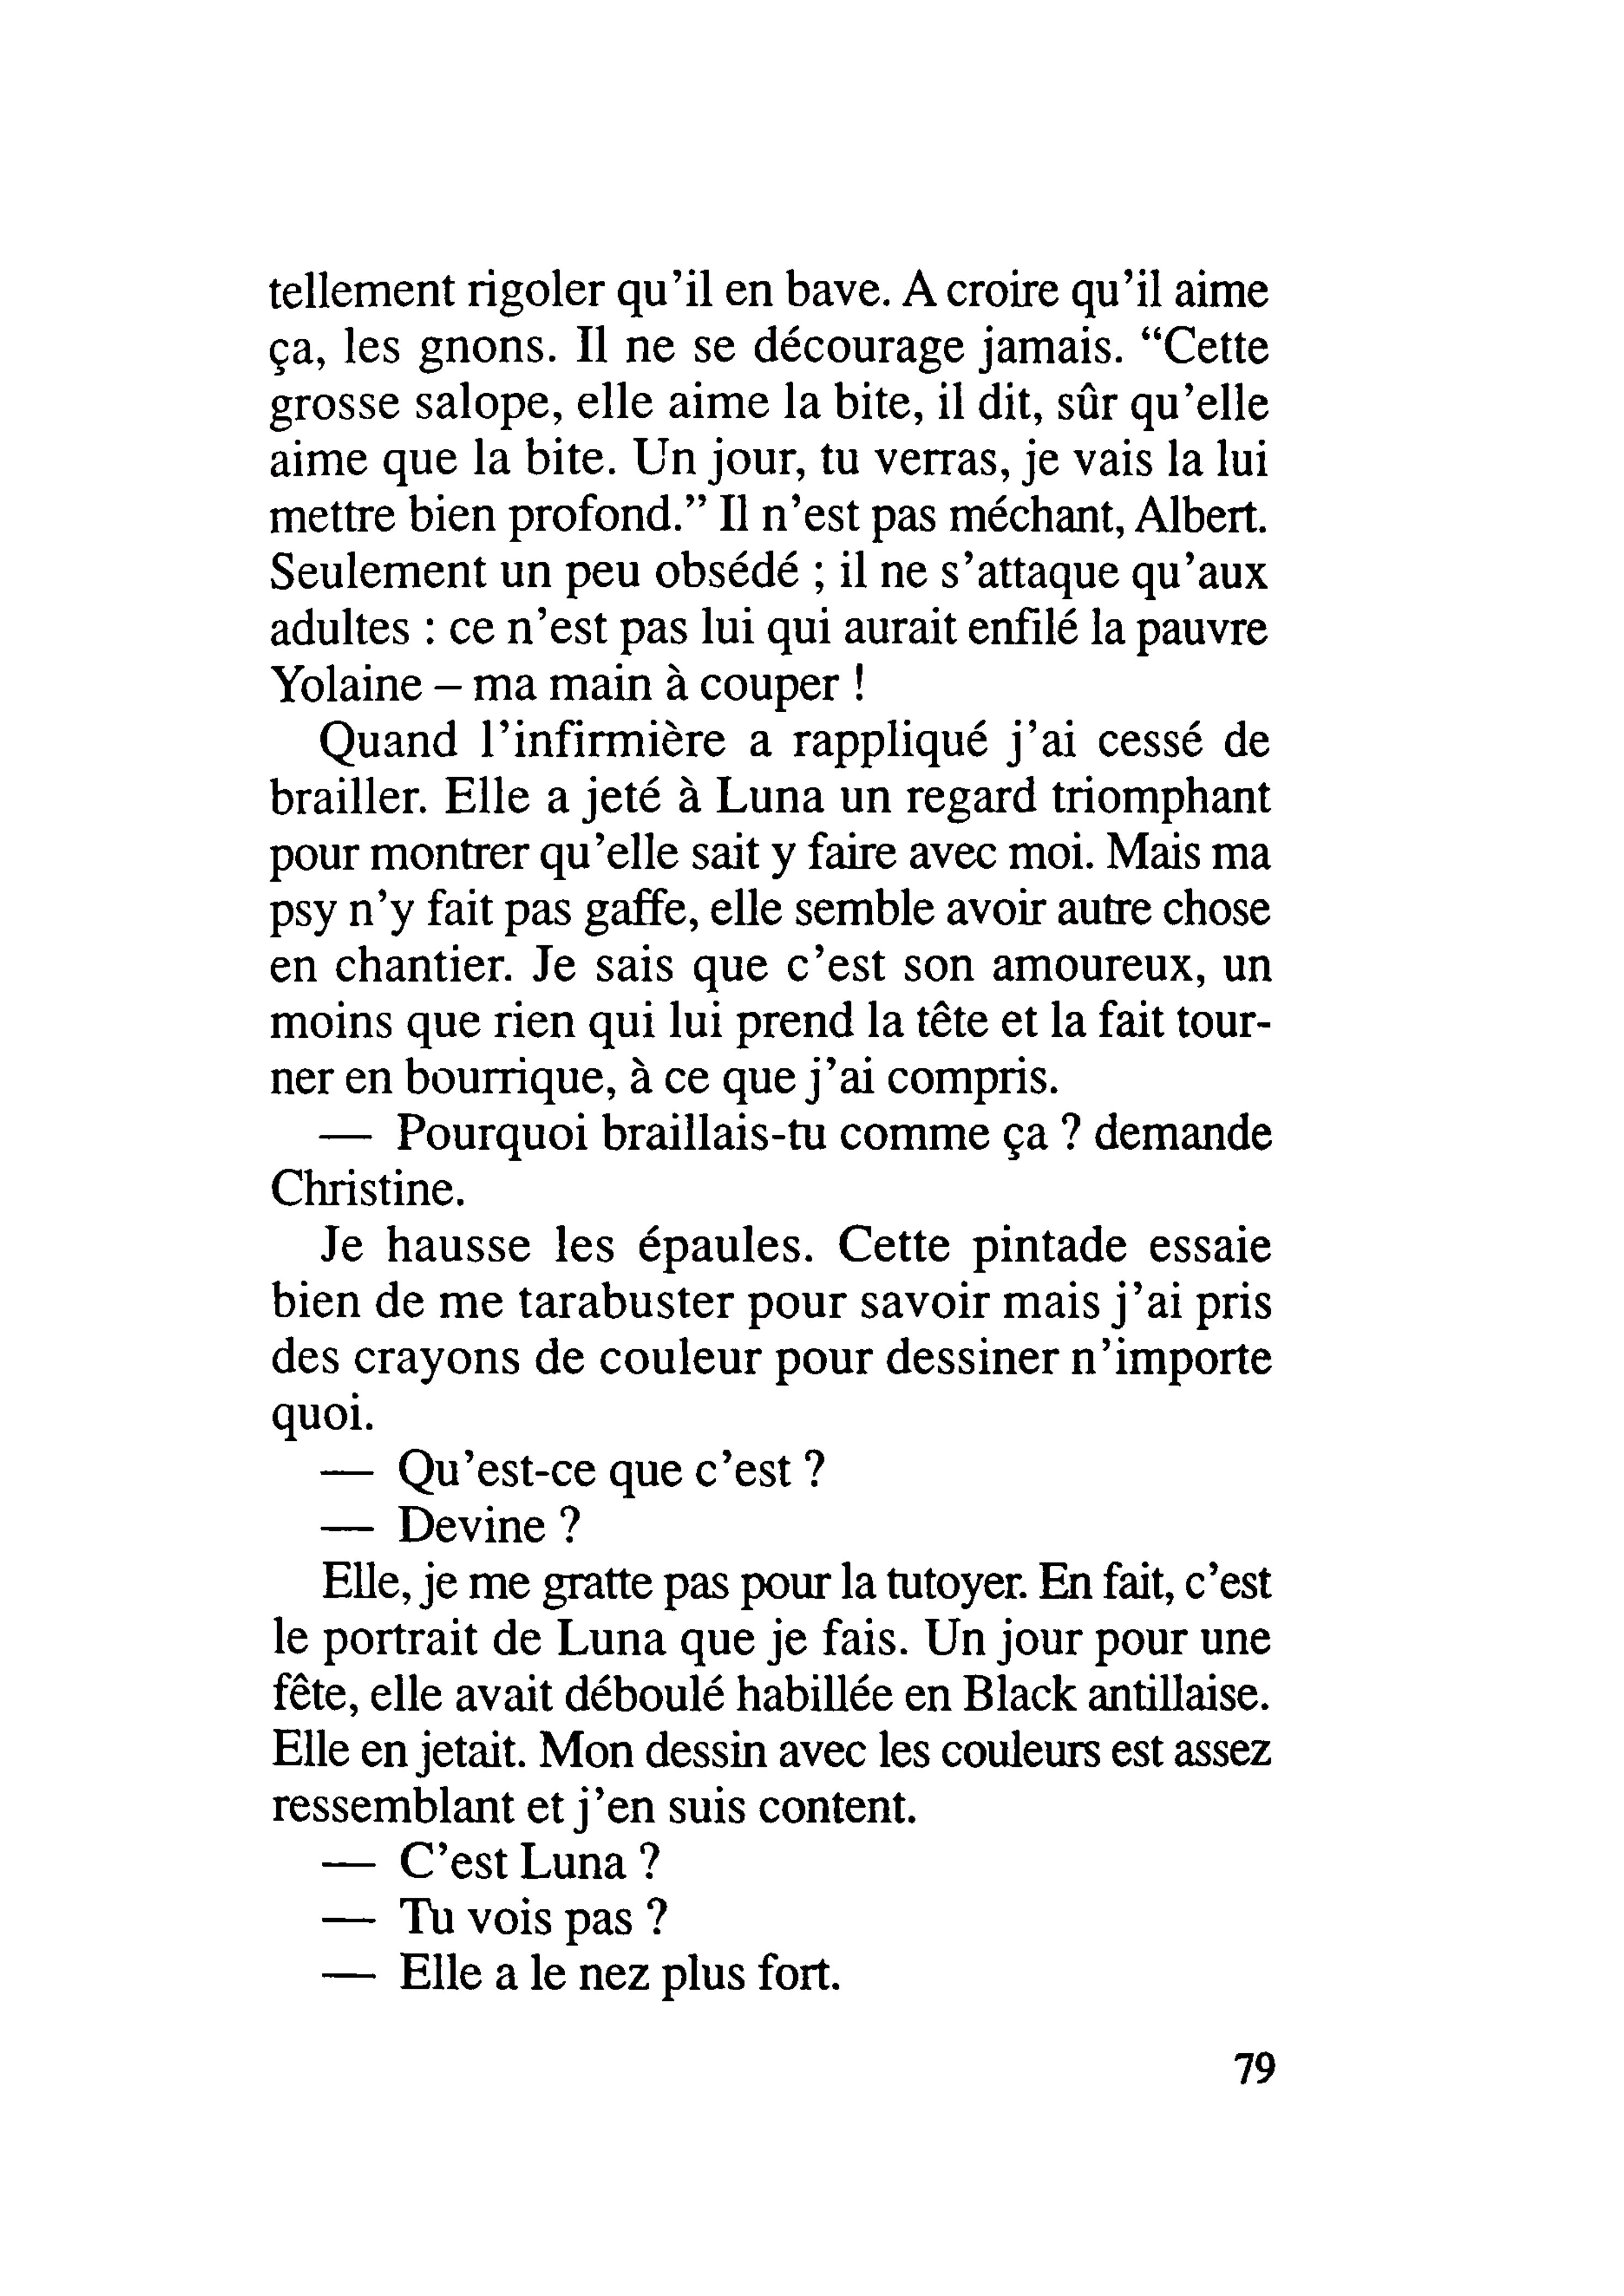 tellement rigoler qu’il en bave. A croire qu’il aime
ça, les gnons. Il ne se décourage jamais. “Cette
grosse salope, elle aime la bite, il dit, sûr qu’elle
aime que la bite. Un jour, tu verras, je vais la lui
mettre bien profond.” Il n’est pas méchant, Albert.
Seulement un peu obsédé ; il ne s’attaque qu’aux
adultes : ce n’est pas lui qui aurait enfilé la pauvre
Yolaine – ma main à couper !
Quand l’infirmière a rappliqué j’ai cessé de
brailler. Elle a jeté à Luna un regard triomphant
pour montrer qu’elle sait y faire avec moi. Mais ma
psy n’y fait pas gaffe, elle semble avoir autre chose
en chantier. Je sais que c’est son amoureux, un
moins que rien qui lui prend la tête et la fait tour-
ner en bourrique, à ce que j’ai compris.
— Pourquoi braillais-tu comme ça ? demande
Christine.
Je hausse les épaules. Cette pintade essaie
bien de me tarabuster pour savoir mais j’ai pris
des crayons de couleur pour dessiner n’importe
quoi.
— Qu’est-ce que c’est ?
— Devine ?
Elle, je me gratte pas pour la tutoyer. En fait, c’est
le portrait de Luna que je fais. Un jour pour une
fête, elle avait déboulé habillée en Black antillaise.
Elle en jetait. Mon dessin avec les couleurs est assez
ressemblant et j’en suis content.
— C’est Luna ?
— Tu vois pas ?
— Elle a le nez plus fort.
79